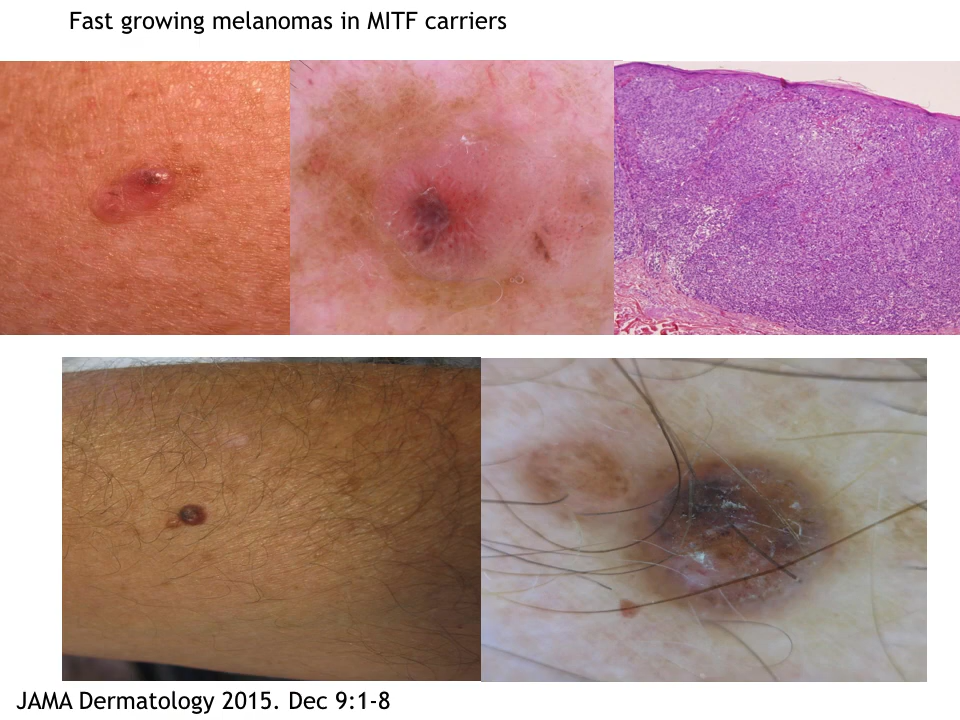 Fast growing melanomas in MITF carriers
JAMA Dermatology 2015. Dec 9:1-8